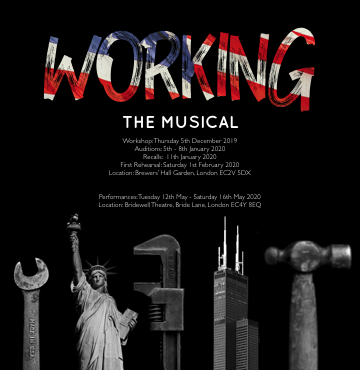 WORKING
THE MUSICAL
Workshop: Thursday 5th December 2019
Auditions: 5th - 8th January 2020
Recalls: 11th January 2020
First Rehearsal: Saturday 1st February 2020
Location: Brewers' Hall Garden, London EC2V 5DX
Performances: Tuesday 12th May - Saturday 16th May 2020
Location: Bridewell Theatre, Bride Lane, London EC4Y 8EQ